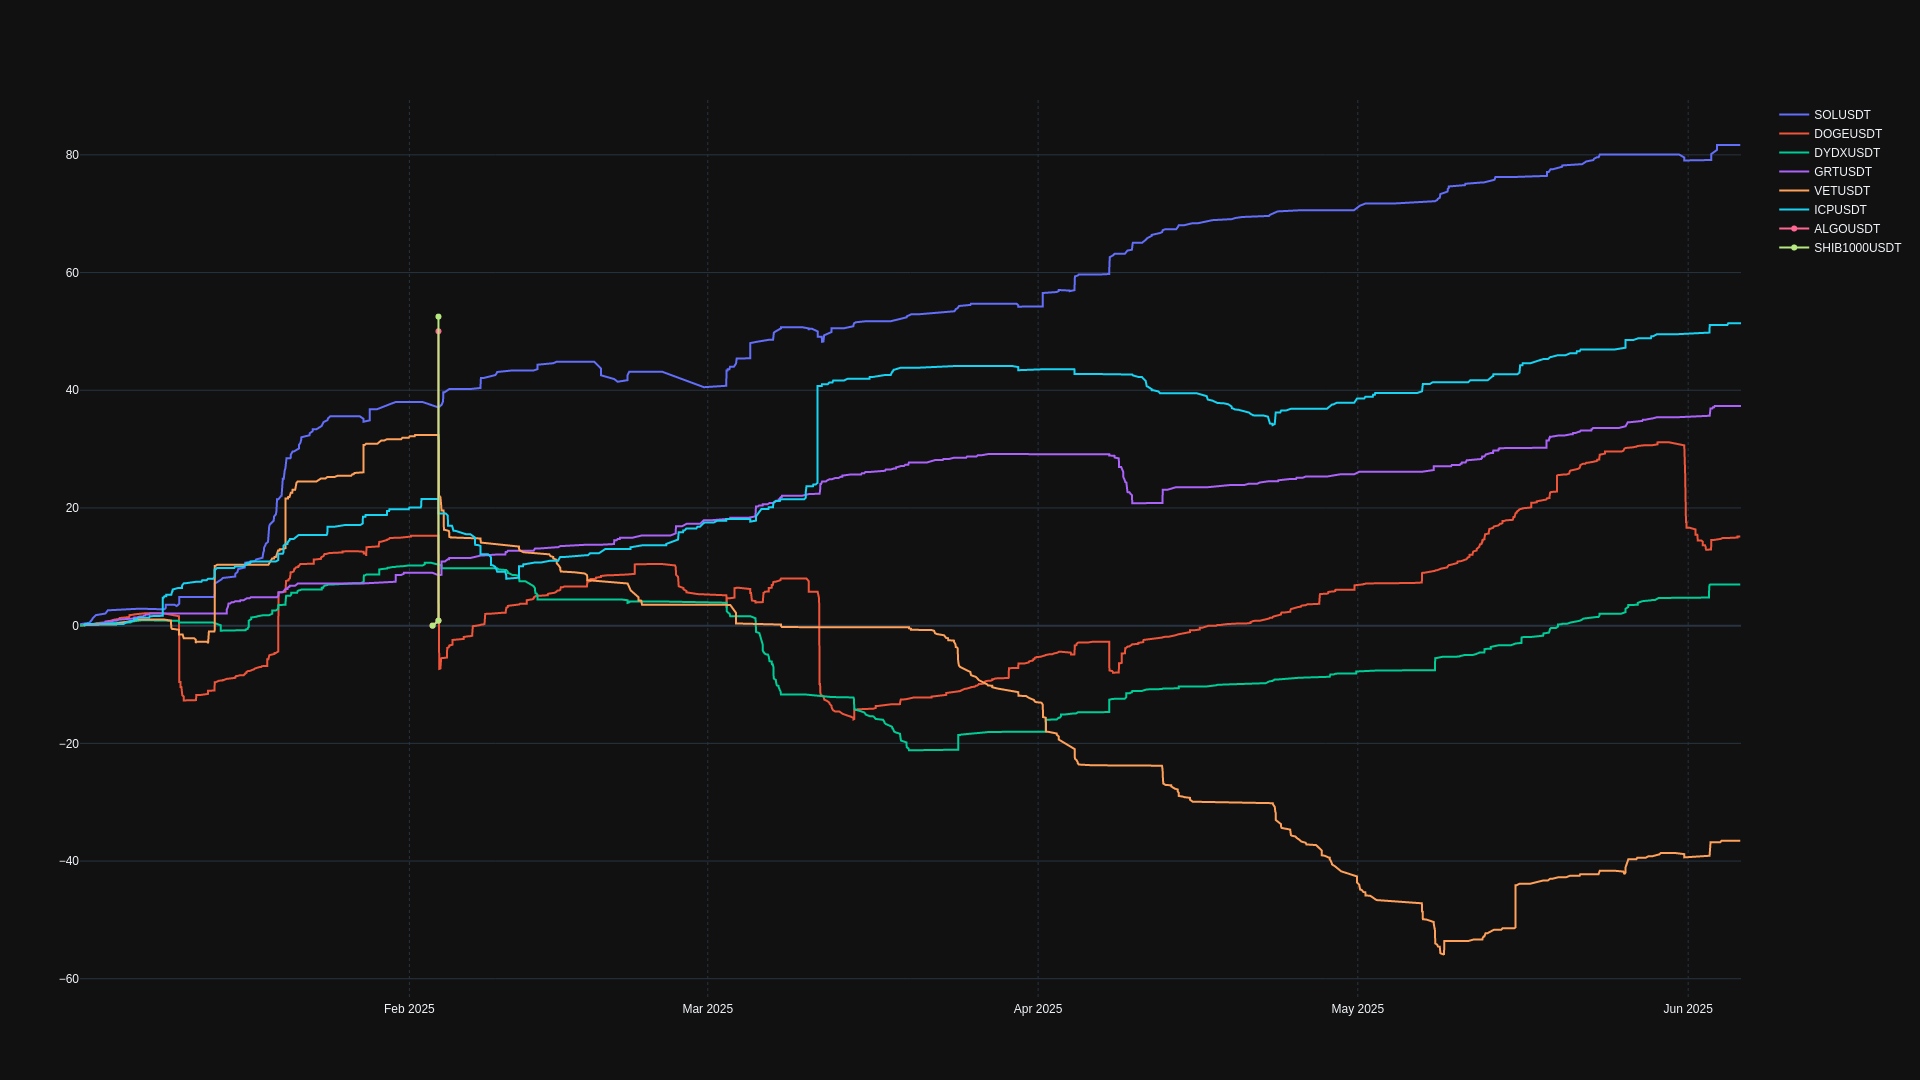 80
60
40
20
0
−20
−40
−60
Feb 2025
Mar 2025
Apr 2025
May 2025
Jun 2025
SOLUSDT
DOGEUSDT
DYDXUSDT
GRTUSDT
VETUSDT
ICPUSDT
ALGOUSDT
SHIB1000USDT